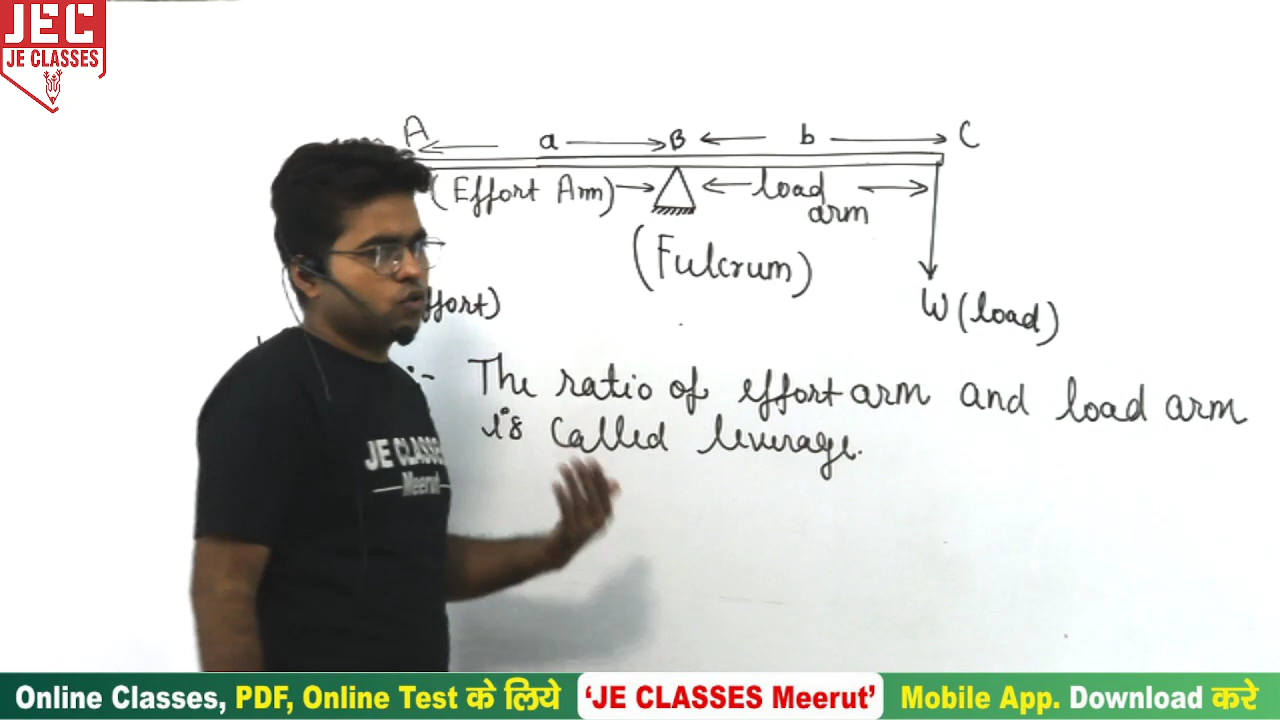 JEC
JE CLASSES
A a B b C
(Effort Arm) load
arm
(Fulcrum)
ffort)
W (load)
:- The ratio of effort arm and load arm
is called leverage.
JE CLASSES
Meerut
Online Classes, PDF, Online Test के लिये 'JE CLASSES Meerut' Mobile App. Download करे